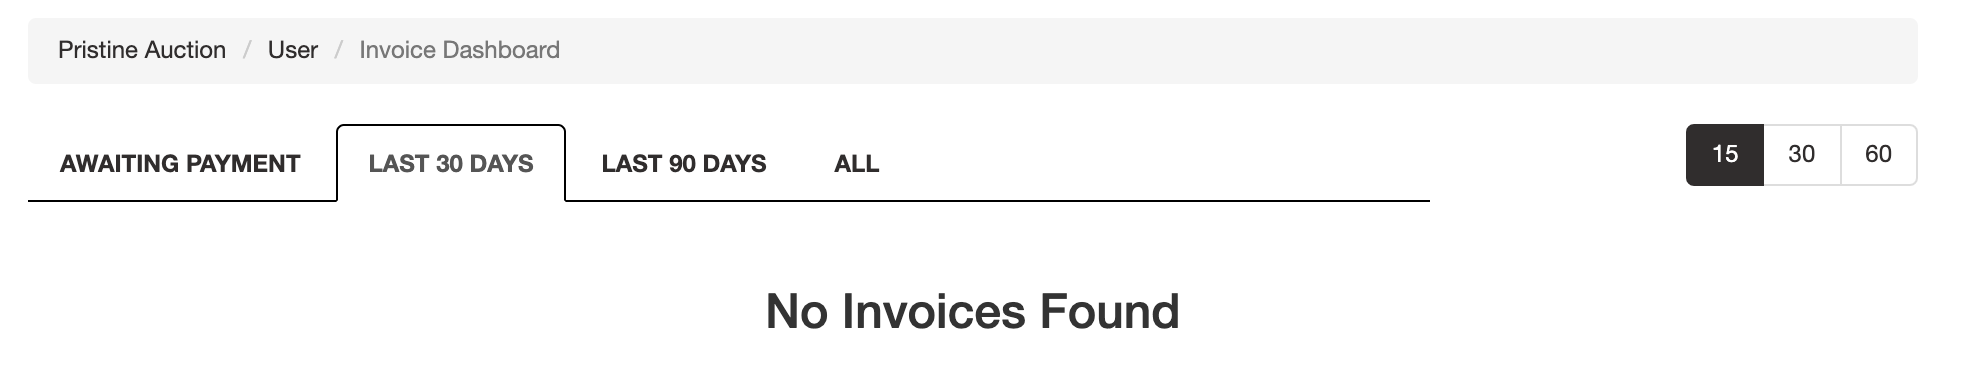 Pristine Auction / User / Invoice Dashboard
AWAITING PAYMENT LAST 30 DAYS LAST 90 DAYS ALL 15 30 60
No Invoices Found